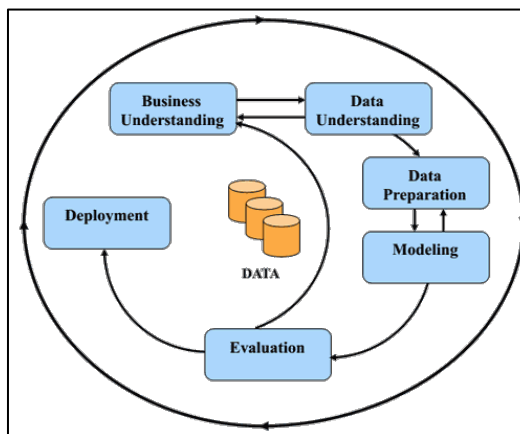 Business
Understanding
Data
Understanding
Data
Preparation
Deployment
Modeling
DATA
Evaluation